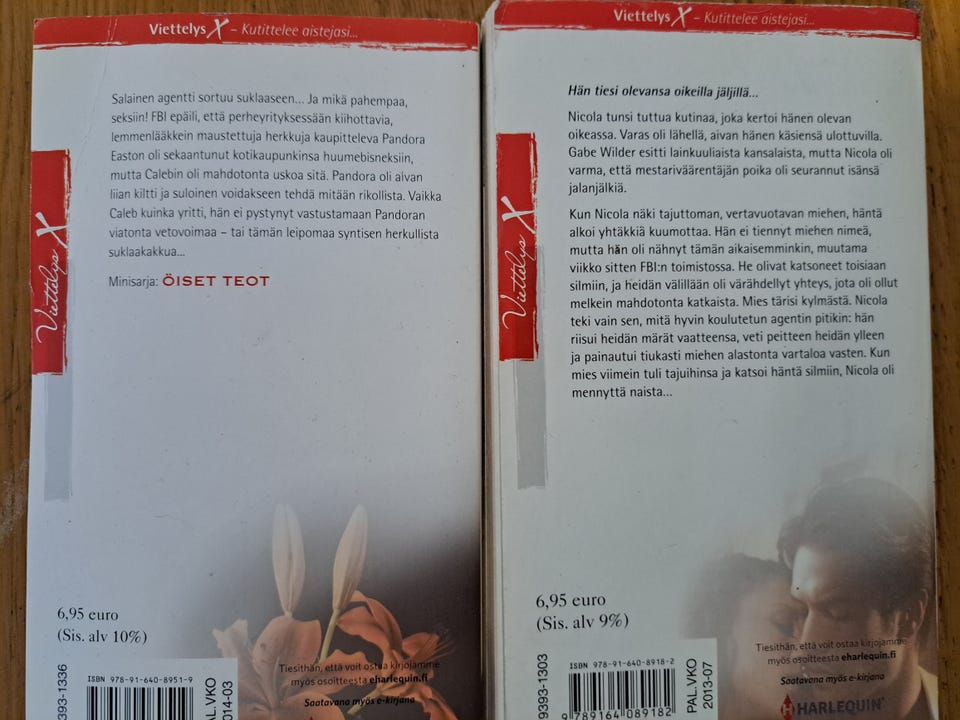 Viettelys X – Kutittelee aistejasi...
Salainen agentti sortuu suklaaseen... Ja mikä pahempaa,
seksiin! FBI epäili, että perheyrityksessään kiihottavia,
lemmenlääkkein maustettuja herkkuja kaupitteleva Pandora
Easton oli sekaantunut kotikaupunkinsa huumebisneksiin,
mutta Calebin oli mahdotonta uskoa sitä. Pandora oli aivan
liian kiltti ja suloinen voidakseen tehdä mitään rikollista. Vaikka
Caleb kuinka yritti, hän ei pystynyt vastustamaan Pandoran
viatonta vetovoimaa – tai tämän leipomaa syntisen herkullista
suklaakakkua...
Minisarja: ÖISET TEOT
Viettelys X
6,95 euro
(Sis. alv 10%)
Tiesithän, että voit ostaa kirjojamme
myös osoitteesta eharlequin.fi
Saatavana myös e-kirjana
ISBN 978-91-640-8951-9
9393-1336
PAL.VKO
2014-03
Viettelys X – Kutittelee aistejasi...
Hän tiesi olevansa oikeilla jäljillä...
Nicola tunsi tuttua kutinaa, joka kertoi hänen olevan
oikeassa. Varas oli lähellä, aivan hänen käsiensä ulottuvilla.
Gabe Wilder esitti lainkuuliaista kansalaista, mutta Nicola oli
varma, että mestariväärentäjän poika oli seurannut isänsä
jalanjälkiä.
Kun Nicola näki tajuttoman, vertavuotavan miehen, häntä
alkoi yhtäkkiä kuumottaa. Hän ei tiennyt miehen nimeä,
mutta hän oli nähnyt tämän aikaisemminkin, muutama
viikko sitten FBI:n toimistossa. He olivat katsoneet toisiaan
silmiin, ja heidän välillään oli värähdellyt yhteys, jota oli ollut
melkein mahdotonta katkaista. Mies tärisi kylmästä. Nicola
teki vain sen, mitä hyvin koulutetun agentin pitikin: hän
riisui heidän märät vaatteensa, veti peitteen heidän ylleen
ja painautui tiukasti miehen alastonta vartaloa vasten. Kun
mies viimein tuli tajuihinsa ja katsoi häntä silmiin, Nicola oli
mennyttä naista...
Viettelys X
6,95 euro
(Sis. alv 9%)
Tiesithän, että voit ostaa kirjojamme
myös osoitteesta eharlequin.fi
Saatavana myös e-kirjana
HARLEQUIN
ISBN 978-91-640-8918-2
9 789164 089182
9393-1303
PAL.VKO
2013-07